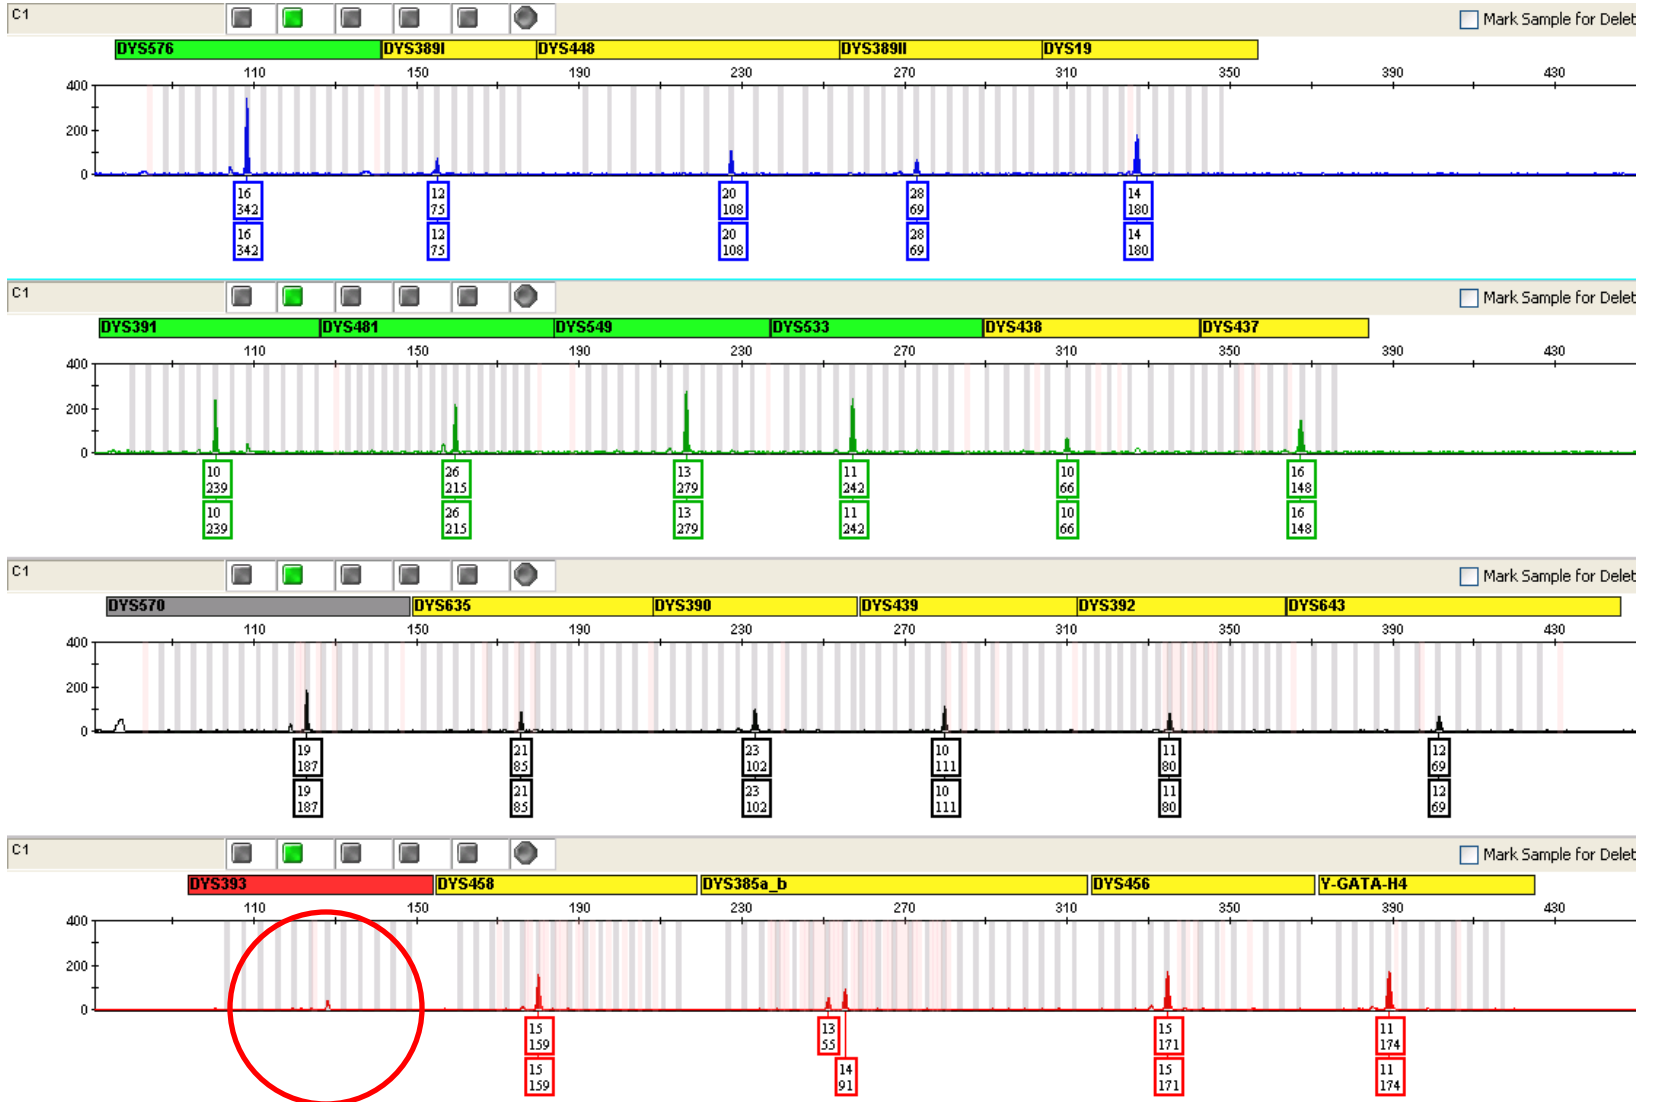 C1 Mark Sample for Delet
DYS576 DYS389I DYS448 DYS389II DYS19
110 150 190 230 270 310 350 390 430
400
200
0
16 12 20 28 14
342 75 108 69 180
16 12 20 28 14
342 75 108 69 180
C1 Mark Sample for Delet
DYS391 DYS481 DYS549 DYS533 DYS438 DYS437
110 150 190 230 270 310 350 390 430
400
200
0
10 26 13 11 10 16
239 215 279 242 66 148
10 26 13 11 10 16
239 215 279 242 66 148
C1 Mark Sample for Delet
DYS570 DYS635 DYS390 DYS439 DYS392 DYS643
110 150 190 230 270 310 350 390 430
400
200
0
19 21 23 10 11 12
187 85 102 111 80 69
19 21 23 10 11 12
187 85 102 111 80 69
C1 Mark Sample for Delet
DYS393 DYS458 DYS385a_b DYS456 Y-GATA-H4
110 150 190 230 270 310 350 390 430
400
200
0
15 13 15 11
159 55 171 174
15 14 15 11
159 91 171 174